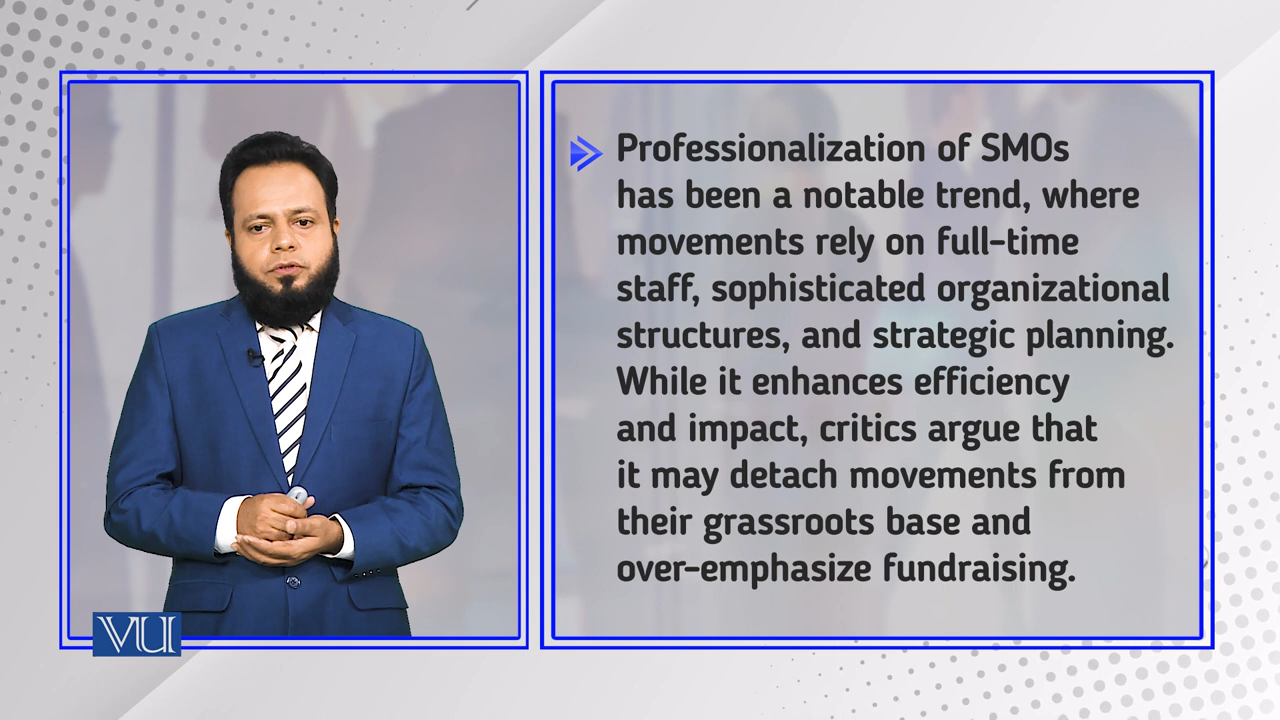 Professionalization of SMOs
has been a notable trend, where
movements rely on full-time
staff, sophisticated organizational
structures, and strategic planning.
While it enhances efficiency
and impact, critics argue that
it may detach movements from
their grassroots base and
over-emphasize fundraising.
VU